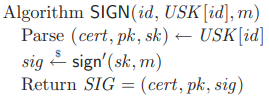 Algorithm SIGN(id, USK[id], m)
Parse (cert, pk, sk) ← USK[id]
sig ←$ sign′(sk, m)
Return SIG = (cert, pk, sig)